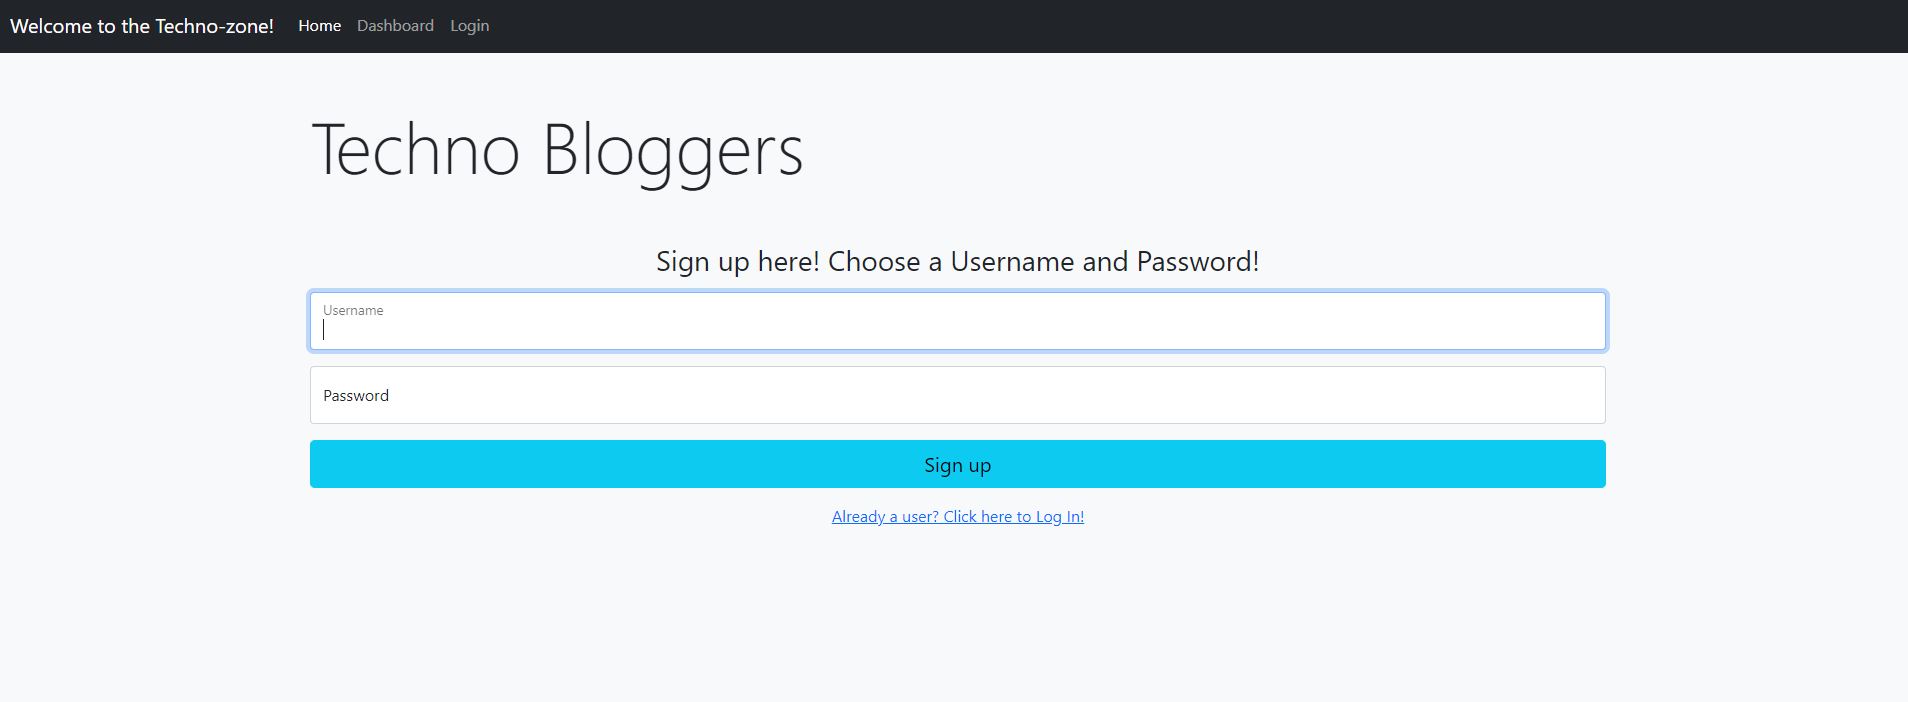 Welcome to the Techno-zone! Home Dashboard Login
Techno Bloggers
Sign up here! Choose a Username and Password!
Username
Password
Sign up
Already a user? Click here to Log In!